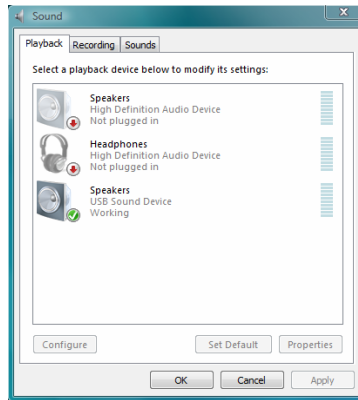 Sound
X
Playback Recording Sounds
Select a playback device below to modify its settings:
Speakers
High Definition Audio Device
Not plugged in
Headphones
High Definition Audio Device
Not plugged in
Speakers
USB Sound Device
Working
Configure Set Default Properties
OK Cancel Apply